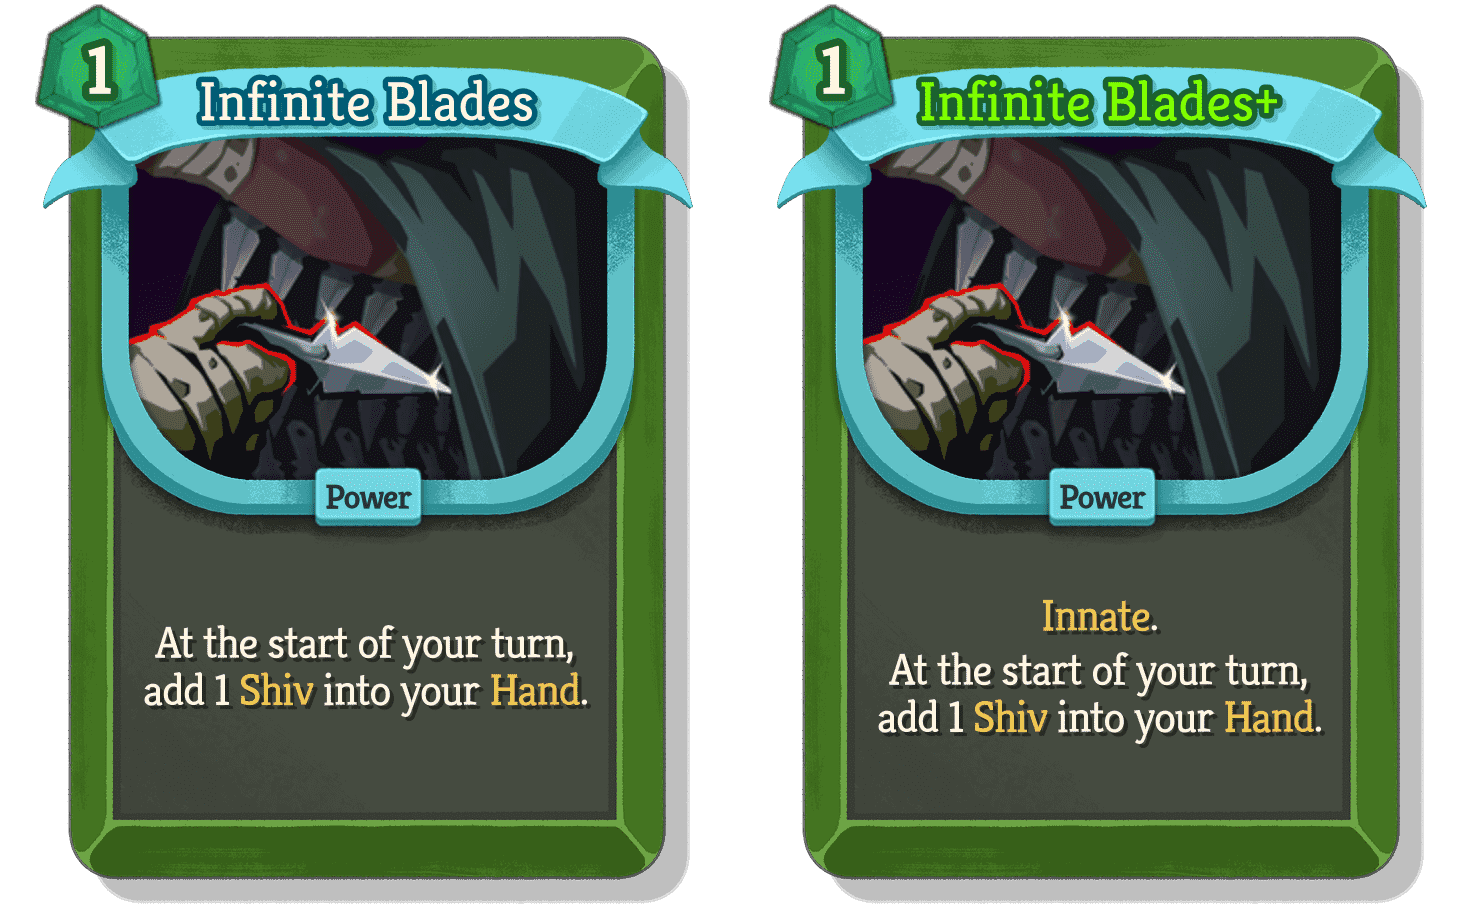 1
Infinite Blades
Power
At the start of your turn,
add 1 Shiv into your Hand.
1
Infinite Blades+
Power
Innate.
At the start of your turn,
add 1 Shiv into your Hand.